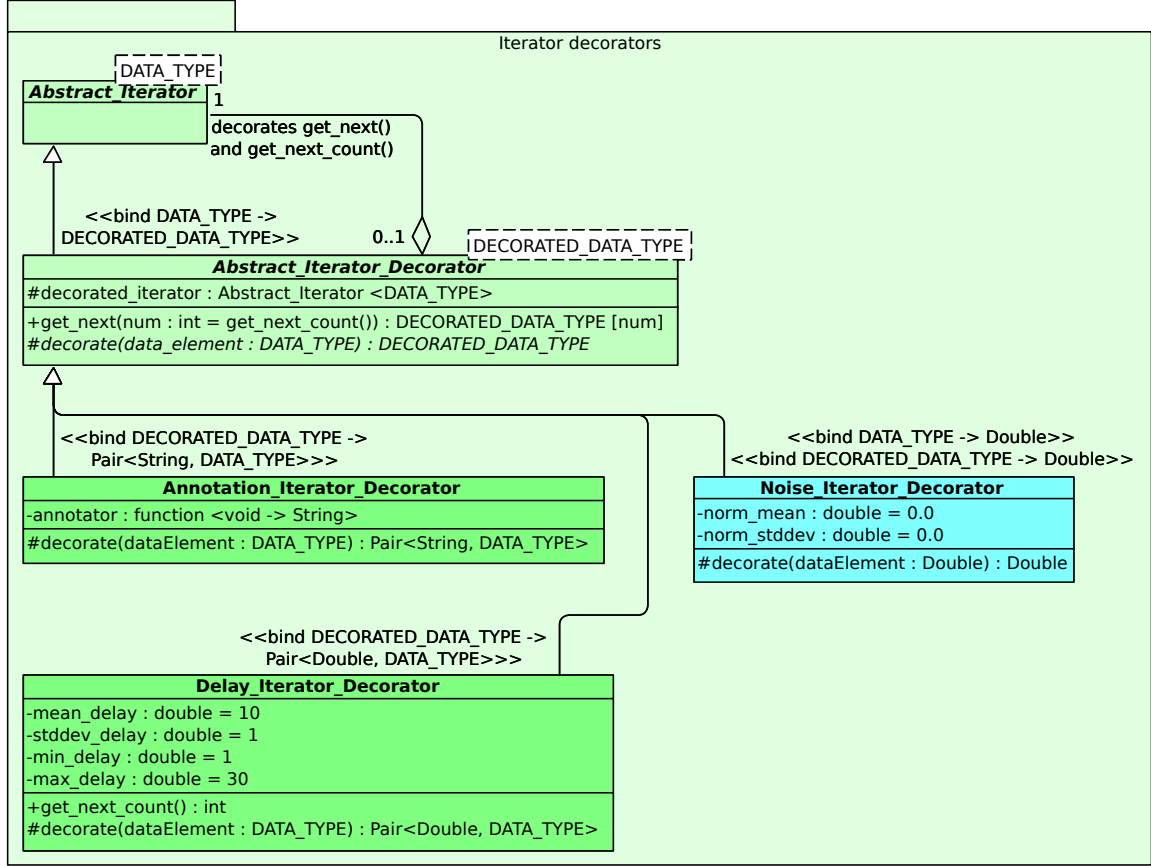 Iterator decorators
DATA_TYPE
Abstract_Iterator
1
decorates get_next()
and get_next_count()
<<bind DATA_TYPE ->
DECORATED_DATA_TYPE>>
0..1
DECORATED_DATA_TYPE
Abstract_Iterator_Decorator
#decorated_iterator : Abstract_Iterator <DATA_TYPE>
+get_next(num : int = get_next_count()) : DECORATED_DATA_TYPE [num]
#decorate(data_element : DATA_TYPE) : DECORATED_DATA_TYPE
<<bind DECORATED_DATA_TYPE ->
Pair<String, DATA_TYPE>>>
<<bind DATA_TYPE -> Double>>
<<bind DECORATED_DATA_TYPE -> Double>>
Annotation_Iterator_Decorator
-annotator : function <void -> String>
#decorate(dataElement : DATA_TYPE) : Pair<String, DATA_TYPE>
Noise_Iterator_Decorator
-norm_mean : double = 0.0
-norm_stddev : double = 0.0
#decorate(dataElement : Double) : Double
<<bind DECORATED_DATA_TYPE ->
Pair<Double, DATA_TYPE>>>
Delay_Iterator_Decorator
-mean_delay : double = 10
-stddev_delay : double = 1
-min_delay : double = 1
-max_delay : double = 30
+get_next_count() : int
#decorate(dataElement : DATA_TYPE) : Pair<Double, DATA_TYPE>